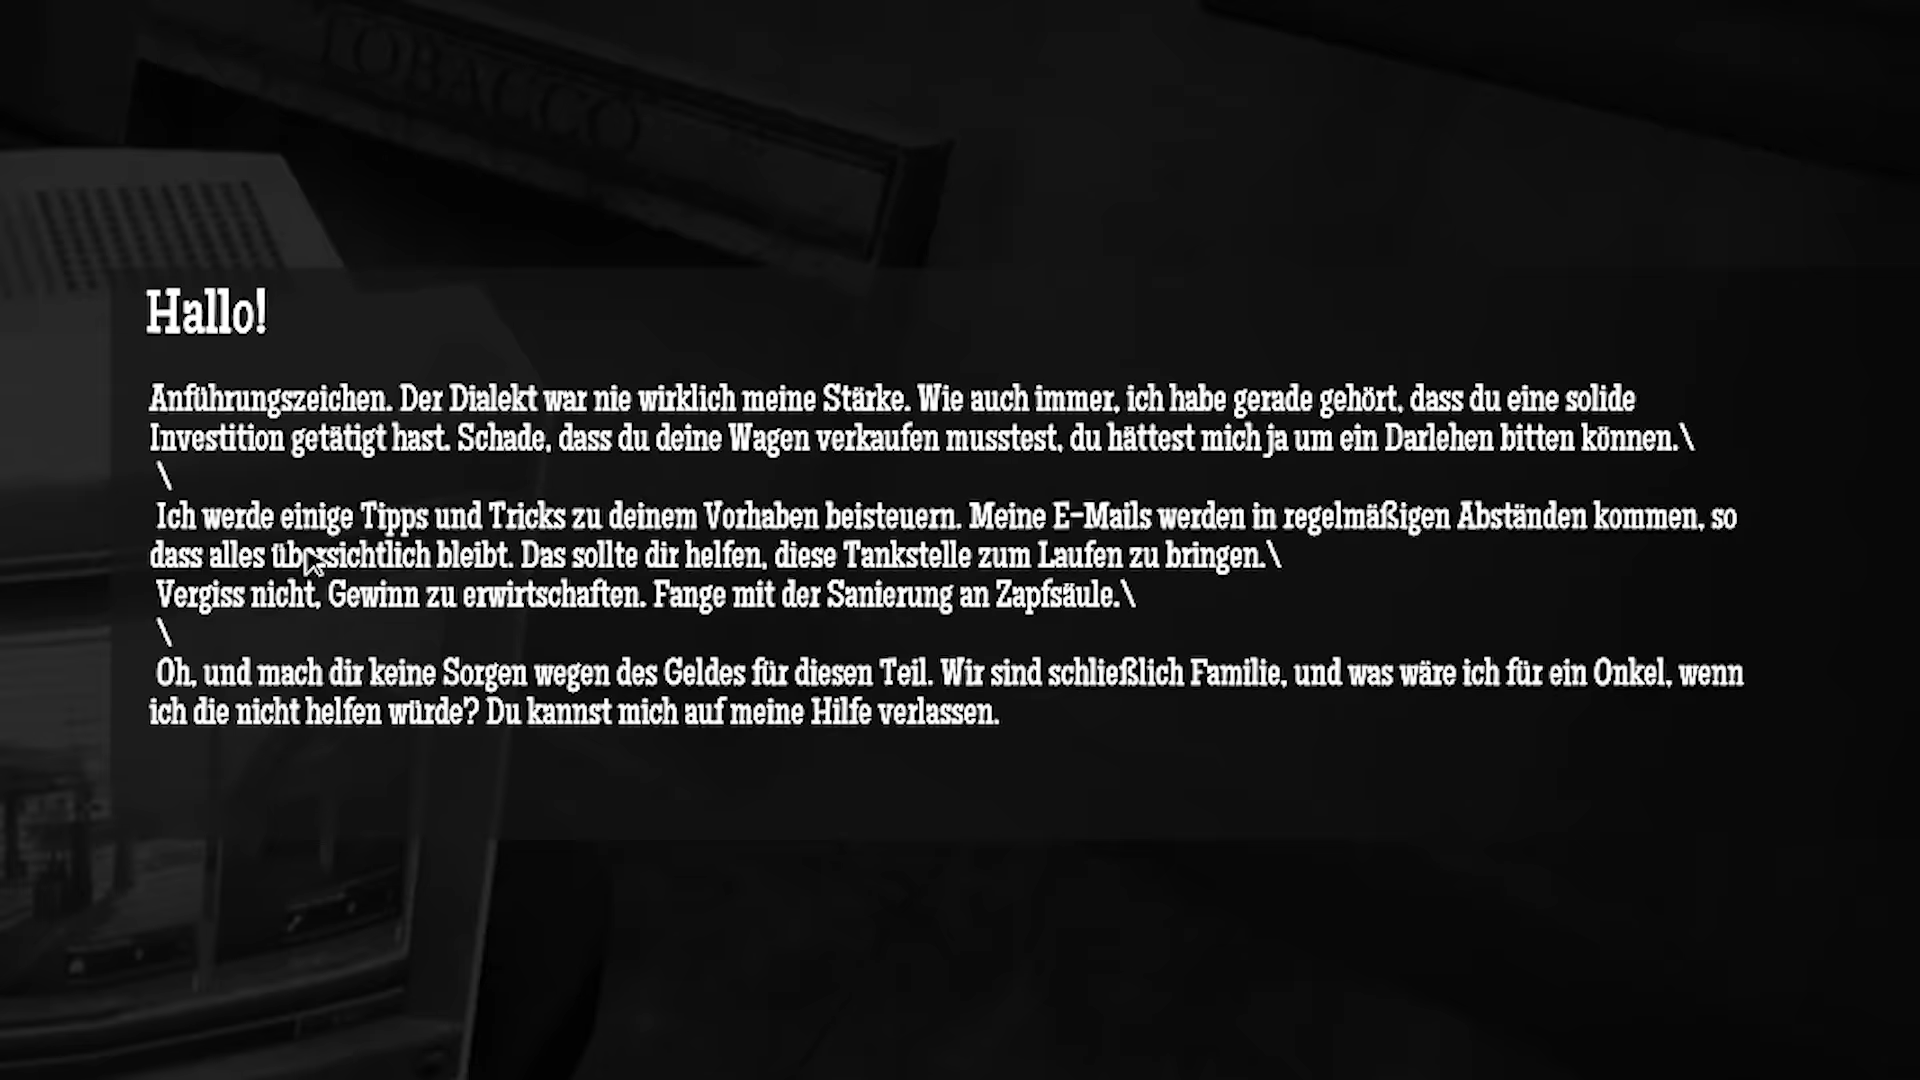 TOBACCO
Hallo!
Anführungszeichen. Der Dialekt war nie wirklich meine Stärke. Wie auch immer, ich habe gerade gehört, dass du eine solide
Investition getätigt hast. Schade, dass du deine Wagen verkaufen musstest, du hättest mich ja um ein Darlehen bitten können.\
\
Ich werde einige Tipps und Tricks zu deinem Vorhaben beisteuern. Meine E-Mails werden in regelmäßigen Abständen kommen, so
dass alles übersichtlich bleibt. Das sollte dir helfen, diese Tankstelle zum Laufen zu bringen.\
Vergiss nicht, Gewinn zu erwirtschaften. Fange mit der Sanierung an Zapfsäule.\
\
Oh, und mach dir keine Sorgen wegen des Geldes für diesen Teil. Wir sind schließlich Familie, und was wäre ich für ein Onkel, wenn
ich die nicht helfen würde? Du kannst mich auf meine Hilfe verlassen.